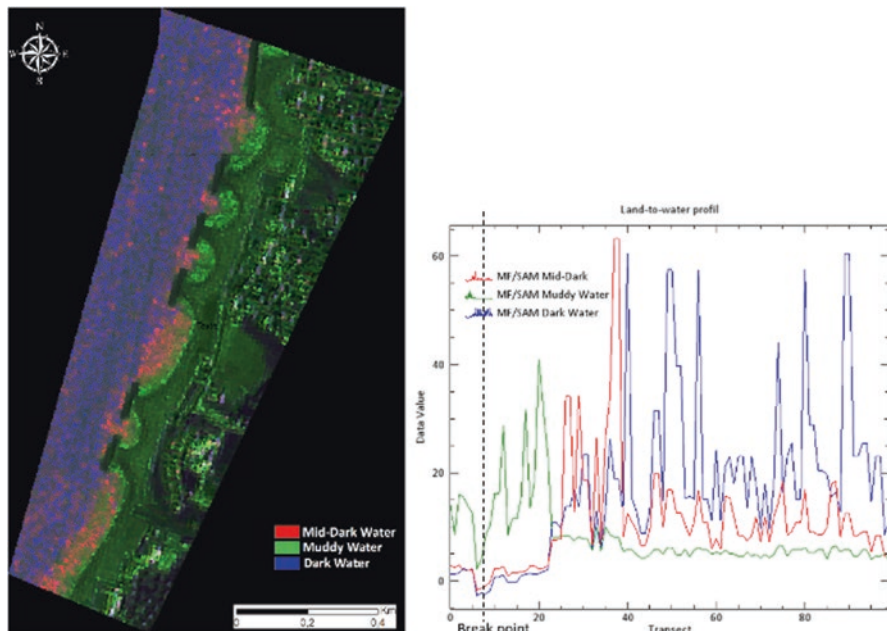 N
W E
S
Mid-Dark Water
Muddy Water
Dark Water
0 0,2 0,4
Land-to-water profil
MF/SAM Mid-Dark
MF/SAM Muddy Water
MF/SAM Dark Water
Data Value
60
40
20
0
0 20 40 60 80
Break point
Transect